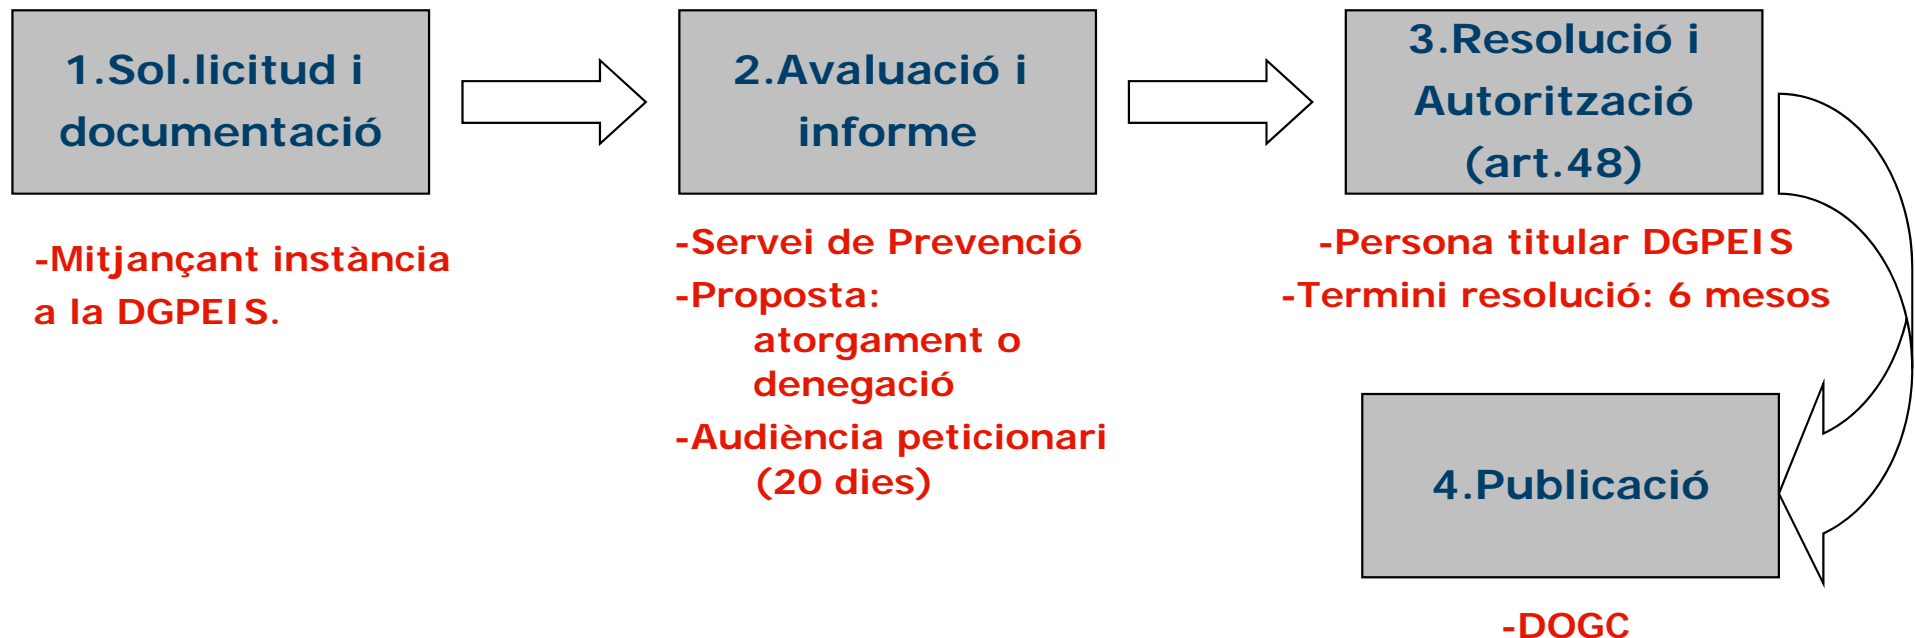 1.Sol.licitud i
documentació
-Mitjançant instància
a la DGPEIS.
2.Avaluació i
informe
-Servei de Prevenció
-Proposta:
atorgament o
denegació
-Audiència peticionari
(20 dies)
3.Resolució i
Autorització
(art.48)
-Persona titular DGPEIS
-Termini resolució: 6 mesos
4.Publicació
-DOGC